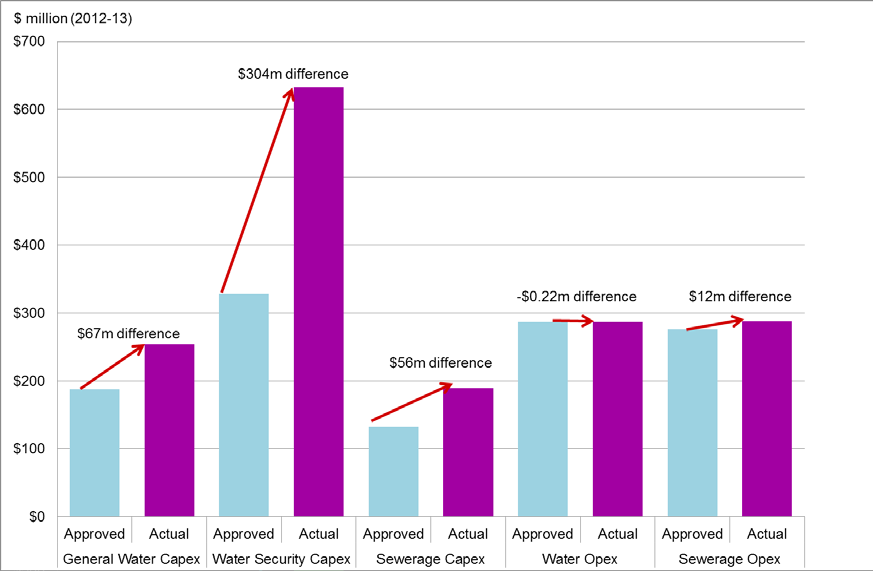 $ million (2012-13)
$700
$600
$500
$400
$300
$200
$100
$0
$304m difference
$67m difference
$56m difference
-$0.22m difference
$12m difference
Approved Actual Approved Actual Approved Actual Approved Actual Approved Actual
General Water Capex Water Security Capex Sewerage Capex Water Opex Sewerage Opex